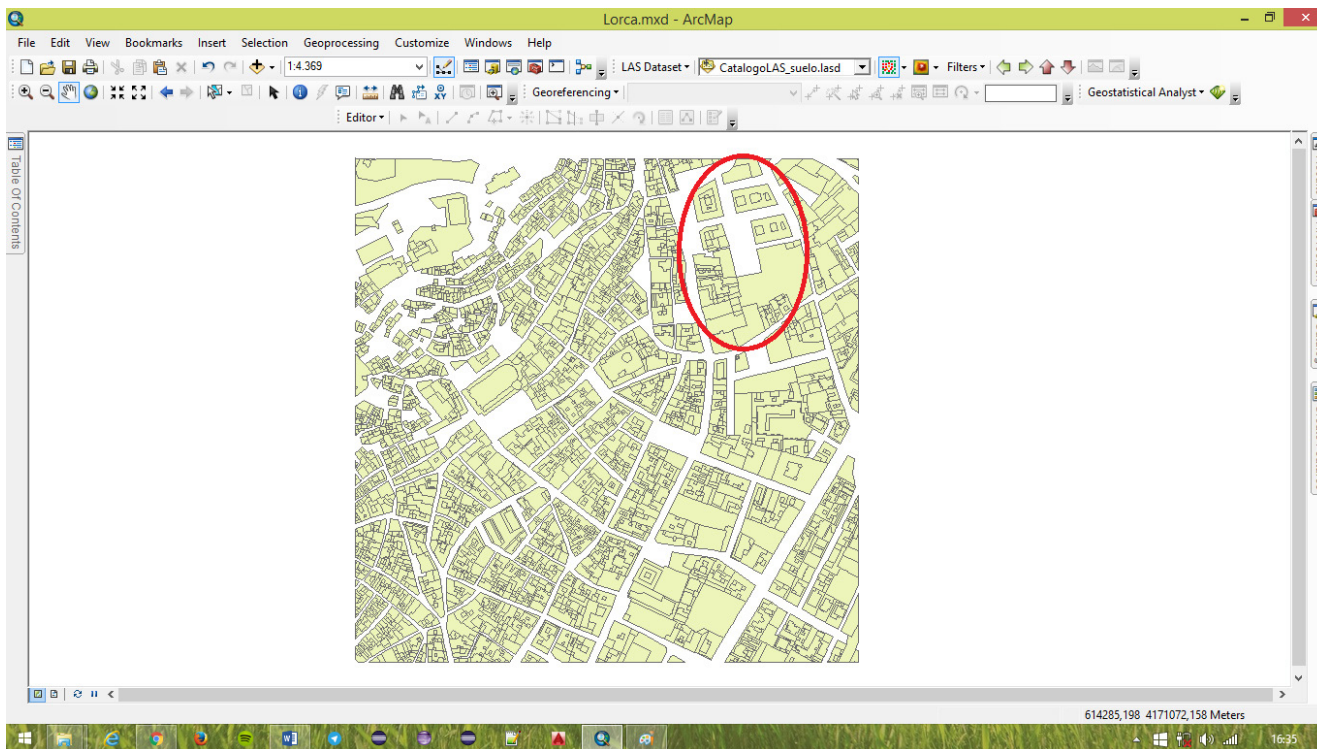 Lorca.mxd - ArcMap
File Edit View Bookmarks Insert Selection Geoprocessing Customize Windows Help
1:4.369 LAS Dataset CatalogoLAS_suelo.lasd Filters
Georeferencing Geostatistical Analyst
Editor
Table Of Contents
614285,198 4171072,158 Meters
16:35